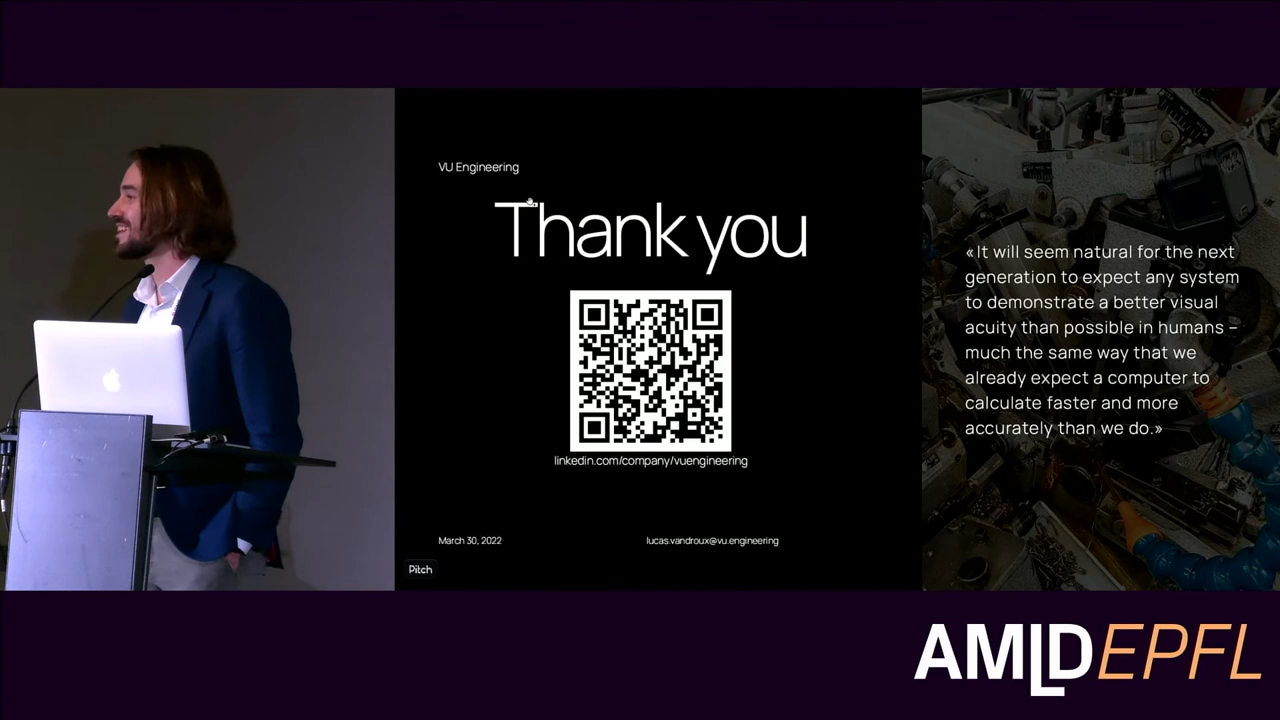 VU Engineering
Thank you
linkedin.com/company/vuengineering
March 30, 2022
lucas.vandroux@vu.engineering
Pitch
«It will seem natural for the next
generation to expect any system
to demonstrate a better visual
acuity than possible in humans –
much the same way that we
already expect a computer to
calculate faster and more
accurately than we do.»
AMLDEPFL